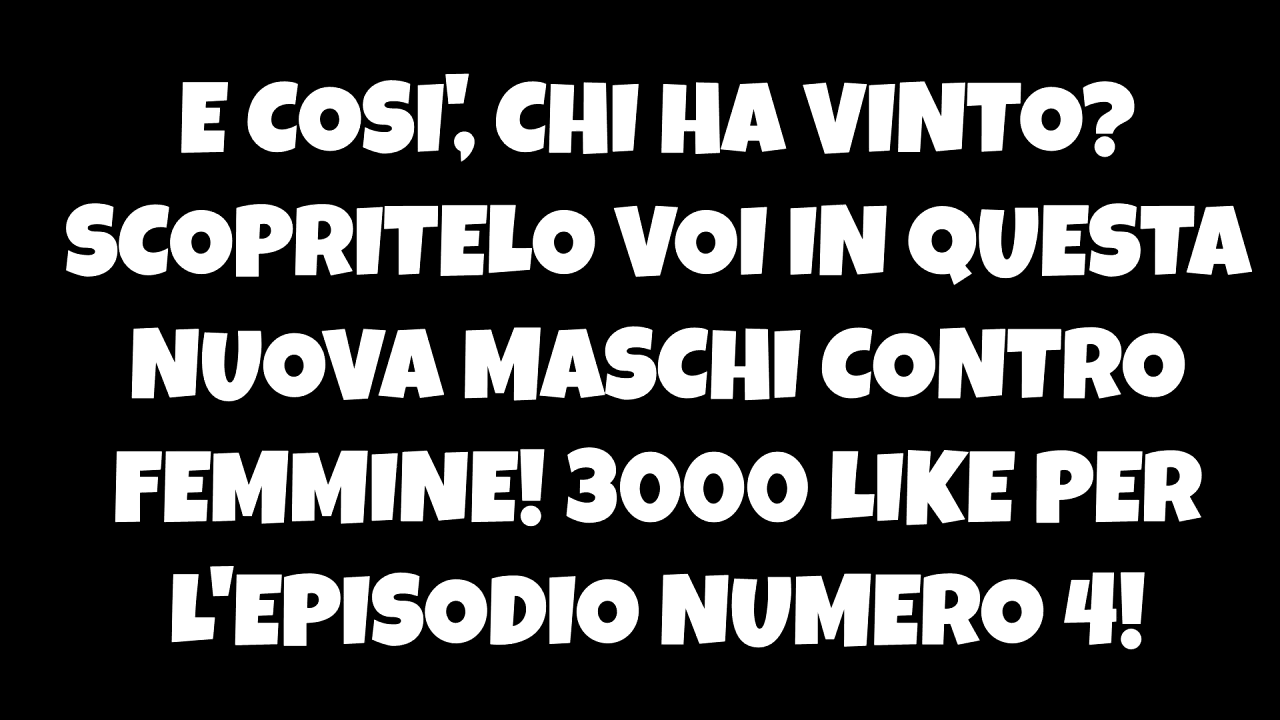 E COSI', CHI HA VINTO?
SCOPRITELO VOI IN QUESTA
NUOVA MASCHI CONTRO
FEMMINE! 3000 LIKE PER
L'EPISODIO NUMERO 4!